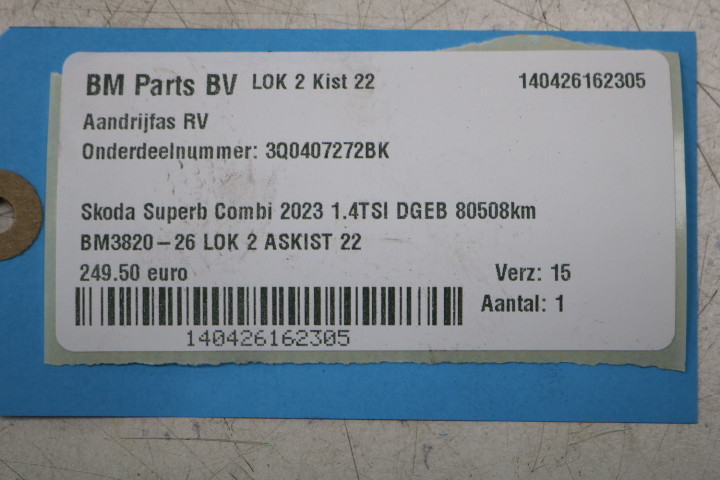 BM Parts BV LOK 2 Kist 22 140426162305
Aandrijfas RV
Onderdeelnummer: 3Q0407272BK
Skoda Superb Combi 2023 1.4TSI DGEB 80508km
BM3820-26 LOK 2 ASKIST 22
249.50 euro Verz: 15
Aantal: 1
140426162305